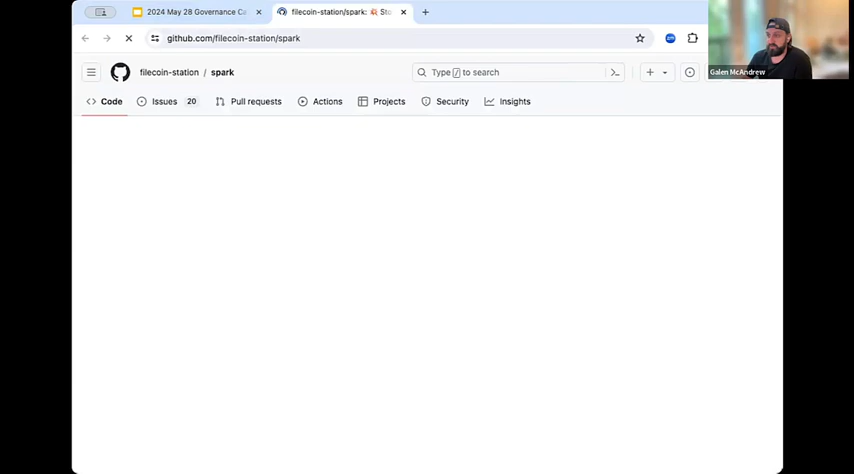 2024 May 28 Governance Ca
filecoin-station/spark: 💥 Sto
github.com/filecoin-station/spark
Galen McAndrew
filecoin-station / spark
Type / to search
Code
Issues 20
Pull requests
Actions
Projects
Security
Insights